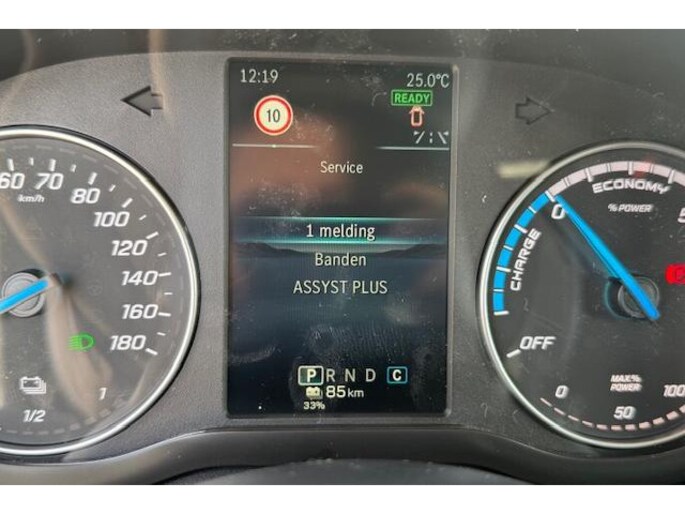 12:19 25.0°C
READY
10
Service
1 melding
Banden
ASSYST PLUS
P R N D C
85 km
33%
60 70 80
km/h
100
120
140
160
180
1/2 1
ECONOMY
% POWER
0
CHARGE
OFF
MAX.%
POWER
0 50 100